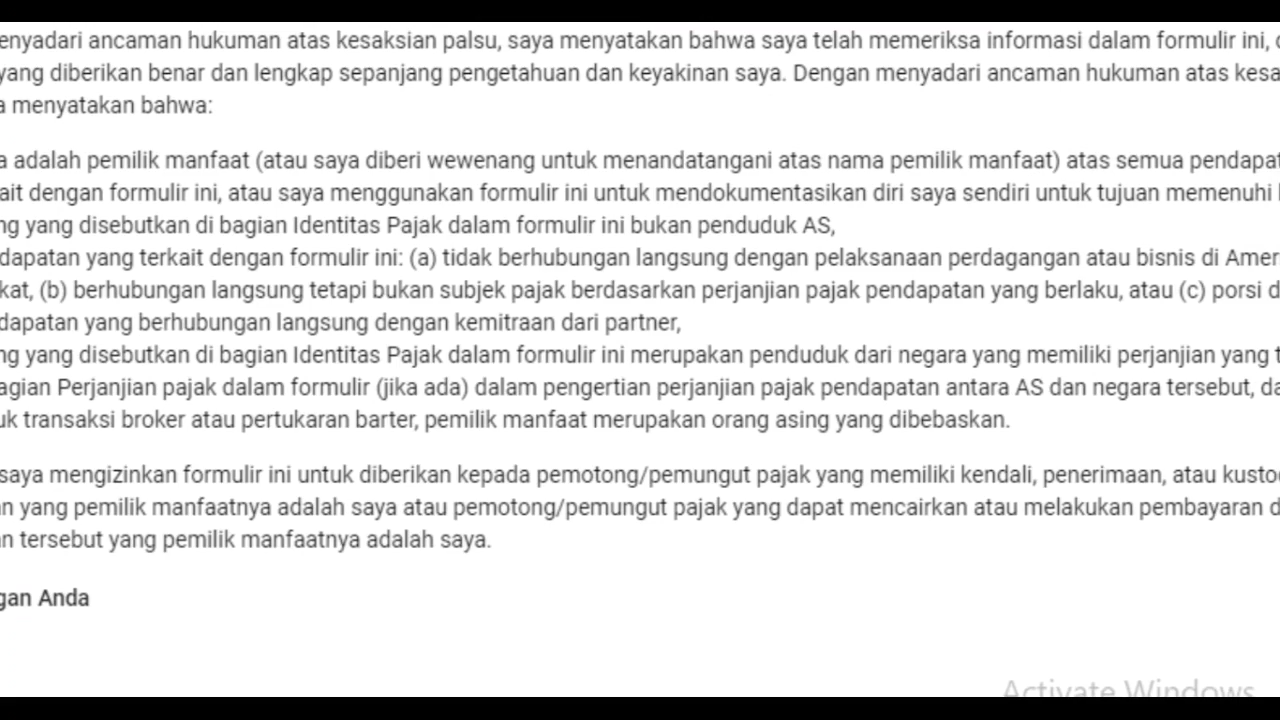 enyadari ancaman hukuman atas kesaksian palsu, saya menyatakan bahwa saya telah memeriksa informasi dalam formulir ini,
yang diberikan benar dan lengkap sepanjang pengetahuan dan keyakinan saya. Dengan menyadari ancaman hukuman atas kesa
a menyatakan bahwa:
a adalah pemilik manfaat (atau saya diberi wewenang untuk menandatangani atas nama pemilik manfaat) atas semua pendapat
ait dengan formulir ini, atau saya menggunakan formulir ini untuk mendokumentasikan diri saya sendiri untuk tujuan memenuhi
ng yang disebutkan di bagian Identitas Pajak dalam formulir ini bukan penduduk AS,
dapatan yang terkait dengan formulir ini: (a) tidak berhubungan langsung dengan pelaksanaan perdagangan atau bisnis di Amer
kat, (b) berhubungan langsung tetapi bukan subjek pajak berdasarkan perjanjian pajak pendapatan yang berlaku, atau (c) porsi d
dapatan yang berhubungan langsung dengan kemitraan dari partner,
ng yang disebutkan di bagian Identitas Pajak dalam formulir ini merupakan penduduk dari negara yang memiliki perjanjian yang t
agian Perjanjian pajak dalam formulir (jika ada) dalam pengertian perjanjian pajak pendapatan antara AS dan negara tersebut, da
uk transaksi broker atau pertukaran barter, pemilik manfaat merupakan orang asing yang dibebaskan.
saya mengizinkan formulir ini untuk diberikan kepada pemotong/pemungut pajak yang memiliki kendali, penerimaan, atau kusto
n yang pemilik manfaatnya adalah saya atau pemotong/pemungut pajak yang dapat mencairkan atau melakukan pembayaran d
n tersebut yang pemilik manfaatnya adalah saya.
gan Anda
Activate Windows